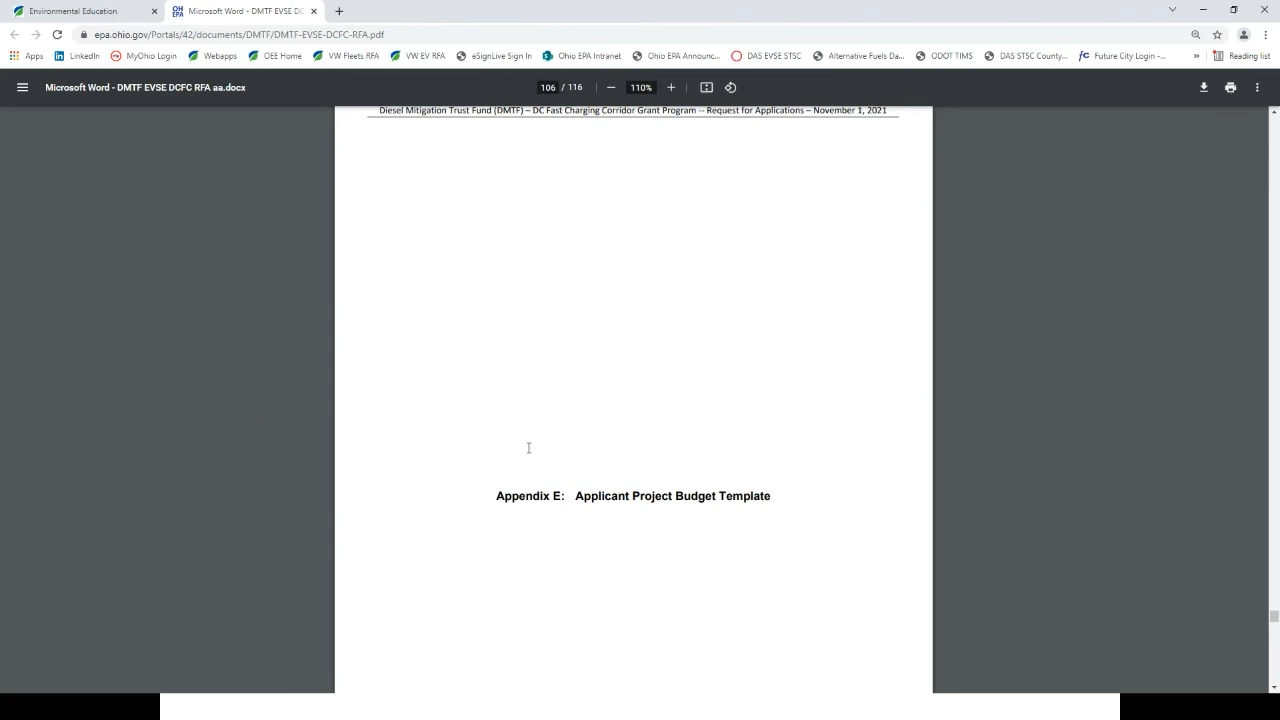 Environmental Education
OH EPA Microsoft Word - DMTF EVSE DC
epa.ohio.gov/Portals/42/documents/DMTF/DMTF-EVSE-DCFC-RFA.pdf
Apps LinkedIn MyOhio Login Webapps OEE Home VW Fleets RFA VW EV RFA eSignLive Sign In Ohio EPA Intranet Ohio EPA Announc... DAS EVSE STSC Alternative Fuels Da... ODOT TIMS DAS STSC County... Future City Login -... » Reading list
Microsoft Word - DMTF EVSE DCFC RFA aa.docx 106 / 116 110%
Diesel Mitigation Trust Fund (DMTF) – DC Fast Charging Corridor Grant Program -- Request for Applications – November 1, 2021
Appendix E: Applicant Project Budget Template